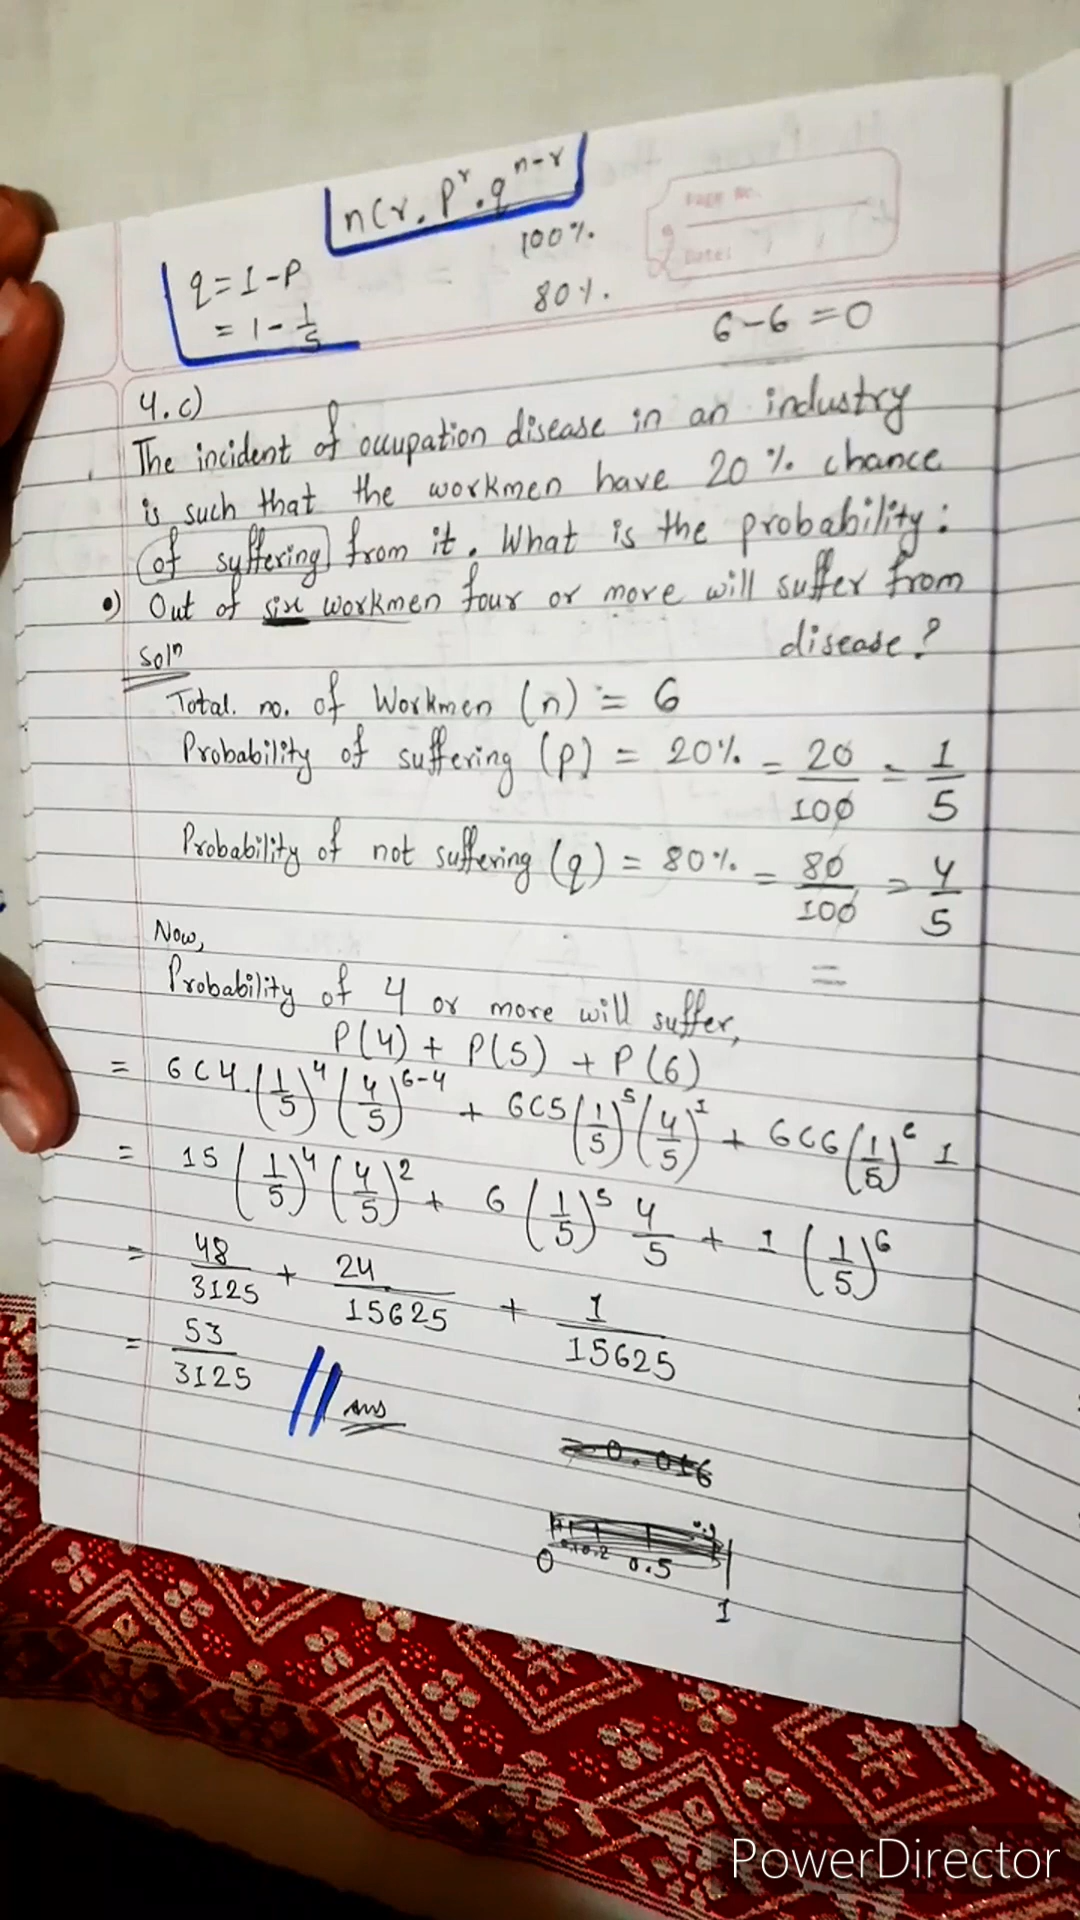 nCr. pʳ. qⁿ⁻ʳ
Page No.
Date:
100%.
q = 1 - P
= 1 - 1/5
80%.
6 - 6 = 0
4.c)
The incident of occupation disease in an industry
is such that the workmen have 20 % chance
of suffering from it. What is the probability:
•) Out of six workmen four or more will suffer from
disease?
Solⁿ
Total. no. of Workmen (n) = 6
Probability of suffering (p) = 20% = 20/100 = 1/5
Probability of not suffering (q) = 80% = 80/100 = 4/5
Now,
Probability of 4 or more will suffer,
P(4) + P(5) + P(6)
= 6C4.(1/5)⁴ (4/5)⁶⁻⁴ + 6C5 (1/5)⁵ (4/5)¹ + 6C6 (1/5)⁶ 1
= 15 (1/5)⁴ (4/5)² + 6 (1/5)⁵ 4/5 + 1 (1/5)⁶
= 48/3125 + 24/15625 + 1/15625
= 53/3125 // ans
0.016
0 0.2 0.5
1
PowerDirector